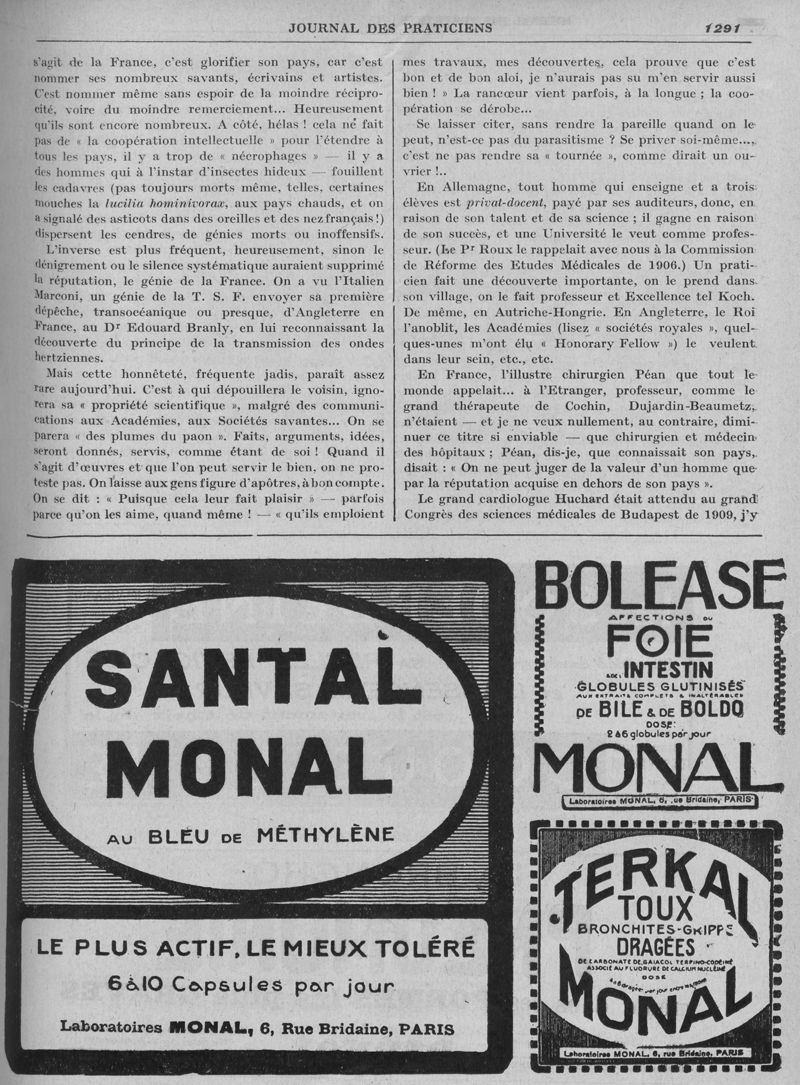 JOURNAL DES PRATICIENS
1291
s'agit de la France, c'est glorifier son pays, car c'est
nommer ses nombreux savants, écrivains et artistes.
C'est nommer même sans espoir de la moindre récipro-
cité, voire du moindre remerciement... Heureusement
qu'ils sont encore nombreux. A côté, hélas ! cela ne fait
pas de « la coopération intellectuelle » pour l'étendre à
tous les pays, il y a trop de « nécrophages » — il y a
des hommes qui à l'instar d'insectes hideux — fouillent
les cadavres (pas toujours morts même, telles, certaines
mouches la lucilia hominivorax, aux pays chauds, et on
a signalé des asticots dans des oreilles et des nez français !)
dispersent les cendres, de génies morts ou inoffensifs.
L'inverse est plus fréquent, heureusement, sinon le
dénigrement ou le silence systématique auraient supprimé
la réputation, le génie de la France. On a vu l'Italien
Marconi, un génie de la T. S. F. envoyer sa première
dépêche, transocéanique ou presque, d'Angleterre en
France, au Dr Edouard Branly, en lui reconnaissant la
découverte du principe de la transmission des ondes
hertziennes.
Mais cette honnêteté, fréquente jadis, paraît assez
rare aujourd'hui. C'est à qui dépouillera le voisin, igno-
rera sa « propriété scientifique », malgré des communi-
cations aux Académies, aux Sociétés savantes... On se
parera « des plumes du paon ». Faits, arguments, idées,
seront donnés, servis, comme étant de soi ! Quand il
s'agit d'œuvres et que l'on peut servir le bien, on ne pro-
teste pas. On laisse aux gens figure d'apôtres, à bon compte.
On se dit : « Puisque cela leur fait plaisir » — parfois
parce qu'on les aime, quand même ! — « qu'ils emploient
mes travaux, mes découvertes, cela prouve que c'est
bon et de bon aloi, je n'aurais pas su m'en servir aussi
bien ! » La rancœur vient parfois, à la longue ; la coo-
pération se dérobe...
Se laisser citer, sans rendre la pareille quand on le
peut, n'est-ce pas du parasitisme ? Se priver soi-même...,
c'est ne pas rendre sa « tournée », comme dirait un ou-
vrier !..
En Allemagne, tout homme qui enseigne et a trois
élèves est privat-docent, payé par ses auditeurs, donc, en
raison de son talent et de sa science ; il gagne en raison
de son succès, et une Université le veut comme profes-
seur. (Le Pr Roux le rappelait avec nous à la Commission
de Réforme des Etudes Médicales de 1906.) Un prati-
cien fait une découverte importante, on le prend dans
son village, on le fait professeur et Excellence tel Koch.
De même, en Autriche-Hongrie. En Angleterre, le Roi
l'anoblit, les Académies (lisez « sociétés royales », quel-
ques-unes m'ont élu « Honorary Fellow ») le veulent
dans leur sein, etc., etc.
En France, l'illustre chirurgien Péan que tout le
monde appelait... à l'Etranger, professeur, comme le
grand thérapeute de Cochin, Dujardin-Beaumetz,
n'étaient — et je ne veux nullement, au contraire, dimi-
nuer ce titre si enviable — que chirurgien et médecin
des hôpitaux ; Péan, dis-je, que connaissait son pays,
disait : « On ne peut juger de la valeur d'un homme que
par la réputation acquise en dehors de son pays ».
Le grand cardiologue Huchard était attendu au grand
Congrès des sciences médicales de Budapest de 1909, j'y
SANTAL
MONAL
AU BLEU DE MÉTHYLÈNE
LE PLUS ACTIF, LE MIEUX TOLÉRÉ
6 à 10 Capsules par jour
Laboratoires MONAL, 6, Rue Bridaine, PARIS
BOLEASE
AFFECTIONS DU
FOIE
& DE L'INTESTIN
GLOBULES GLUTINISÉS
AUX EXTRAITS COMPLETS & INALTÉRABLES
DE BILE & DE BOLDO
DOSE:
2 à 6 globules par jour
MONAL
Laboratoires MONAL, 6, rue Bridaine, PARIS
TERKAL
TOUX
BRONCHITES-GRIPPE
DRAGÉES
DE CARBONATE DE GAIACOL TERPINO-CODÉINÉ
ASSOCIÉ AU FLUORURE DE CALCIUM NUCLÉINÉ
DOSE
MONAL
Laboratoires MONAL, 6, rue Bridaine, PARIS